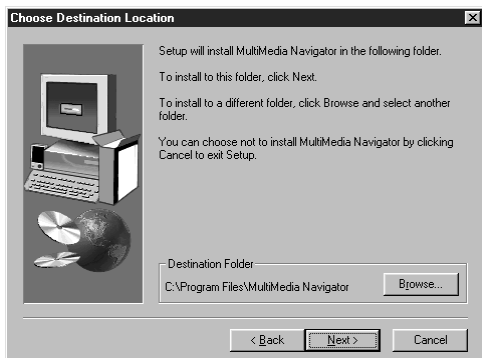 Choose Destination Location
Setup will install MultiMedia Navigator in the following folder.
To install to this folder, click Next.
To install to a different folder, click Browse and select another
folder.
You can choose not to install MultiMedia Navigator by clicking
Cancel to exit Setup.
Destination Folder
C:\Program Files\MultiMedia Navigator
Browse...
< Back
Next >
Cancel